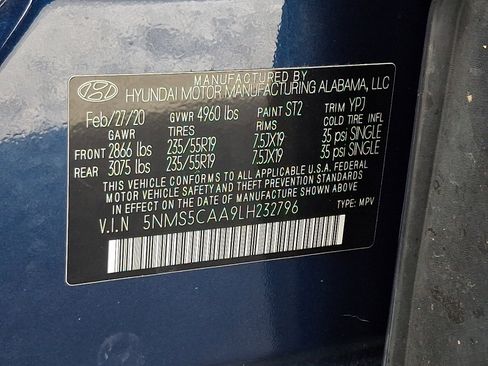 MANUFACTURED BY
HYUNDAI MOTOR MANUFACTURING ALABAMA, LLC
Feb/27/20 GVWR 4960 lbs PAINT ST2 TRIM YPJ
GAWR TIRES RIMS COLD TIRE INFL
FRONT 2866 lbs 235/55R19 7.5JX19 35 psi SINGLE
REAR 3075 lbs 235/55R19 7.5JX19 35 psi SINGLE
THIS VEHICLE CONFORMS TO ALL APPLICABLE U.S.A. FEDERAL
MOTOR VEHICLE SAFETY AND THEFT PREVENTION STANDARDS
IN EFFECT ON THE DATE OF MANUFACTURE SHOWN ABOVE.
V.I.N 5NMS5CAA9LH232796 TYPE: MPV